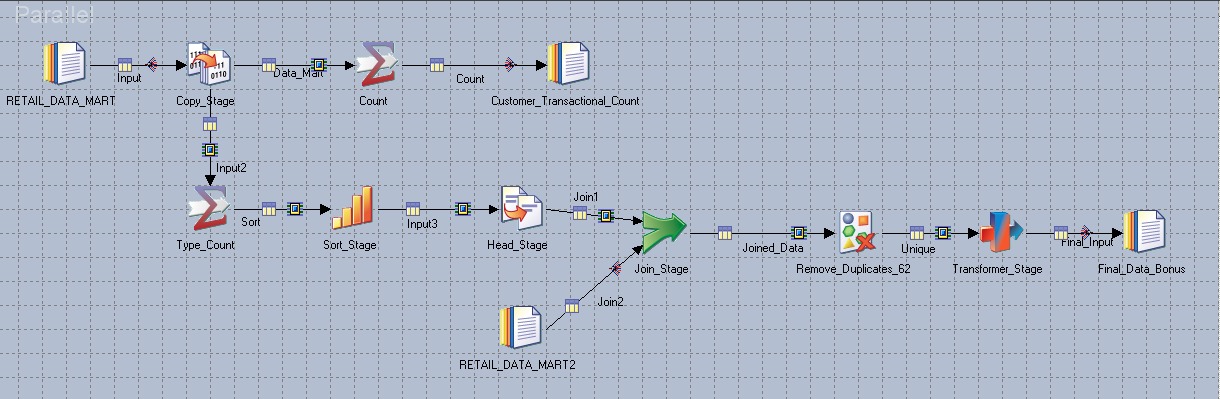 Parallel
Input
Data_Mart
Count
RETAIL_DATA_MART
Copy_Stage
Count
Customer_Transactional_Count
Input2
Join1
Sort
Input3
Type_Count
Sort_Stage
Head_Stage
Joined_Data
Unique
Final_Input
Join_Stage
Remove_Duplicates_62
Transformer_Stage
Final_Data_Bonus
Join2
RETAIL_DATA_MART2